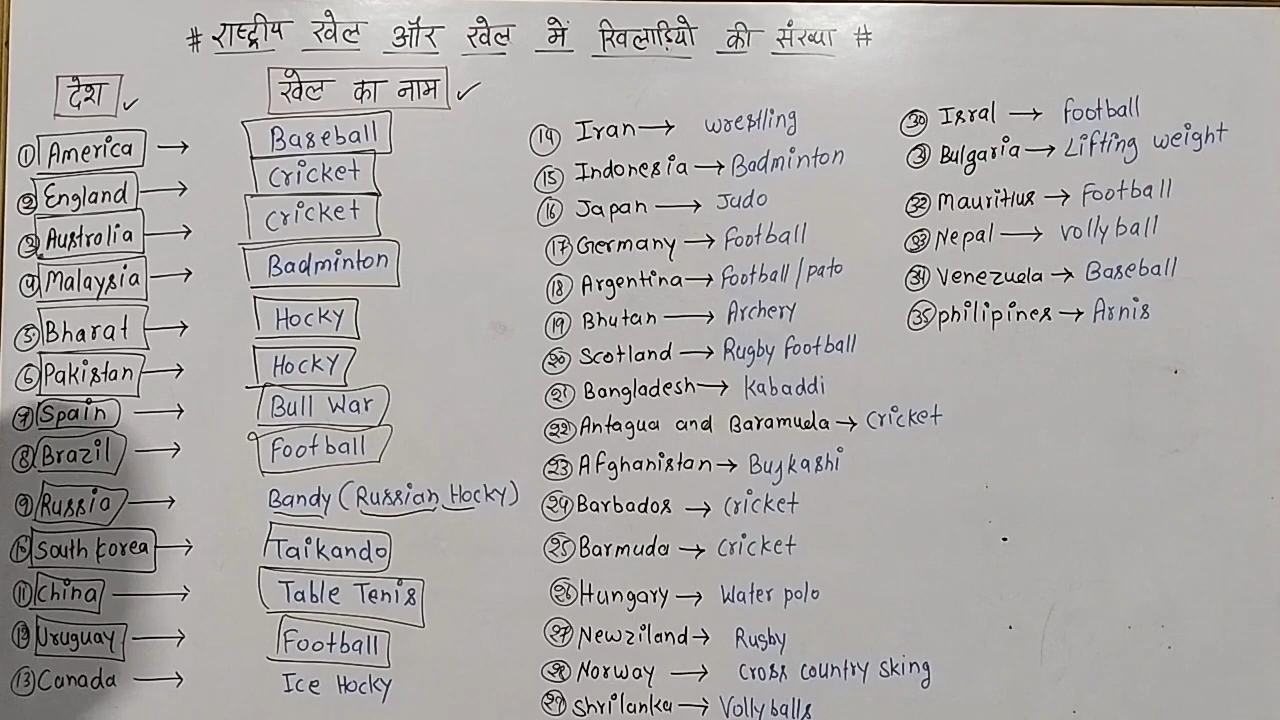 # राष्ट्रीय खेल और खेल में खिलाड़ियो की संख्या #
देश ✓ खेल का नाम ✓
① America → Baseball
② England → Cricket
③ Australia → Cricket
④ Malaysia → Badminton
⑤ Bharat → Hocky
⑥ Pakistan → Hocky
⑦ Spain → Bull War
⑧ Brazil → Football
⑨ Russia → Bandy (Russian Hocky)
⑩ South korea → Taikando
⑪ China → Table Tenis
⑫ Uruguay → Football
⑬ Canada → Ice Hocky
⑭ Iran → wrestling
⑮ Indonesia → Badminton
⑯ Japan → Judo
⑰ Germany → Football
⑱ Argentina → Football/pato
⑲ Bhutan → Archery
⑳ Scotland → Rugby football
㉑ Bangladesh → kabaddi
㉒ Antagua and Baramuda → cricket
㉓ Afghanistan → Buzkashi
㉔ Barbados → cricket
㉕ Barmuda → cricket
㉖ Hungary → Water polo
㉗ Newziland → Rugby
㉘ Norway → cross country sking
㉙ Shrilanka → Volly balls
㉚ Isral → football
㉛ Bulgaria → Lifting weight
㉜ Mauritius → Football
㉝ Nepal → volly ball
㉞ Venezuela → Baseball
㉟ philipines → Arnis